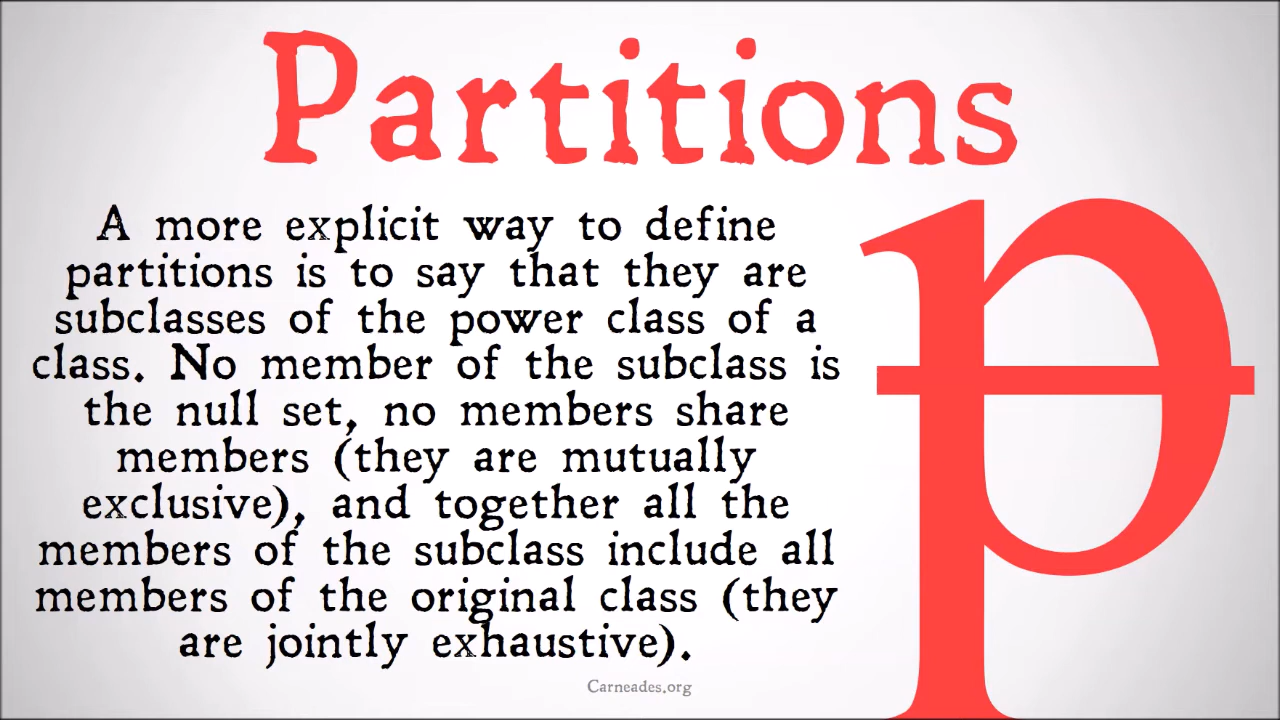 Partitions
A more explicit way to define
partitions is to say that they are
subclasses of the power class of a
class. No member of the subclass is
the null set, no members share
members (they are mutually
exclusive), and together all the
members of the subclass include all
members of the original class (they
are jointly exhaustive).
p
Carneades.org